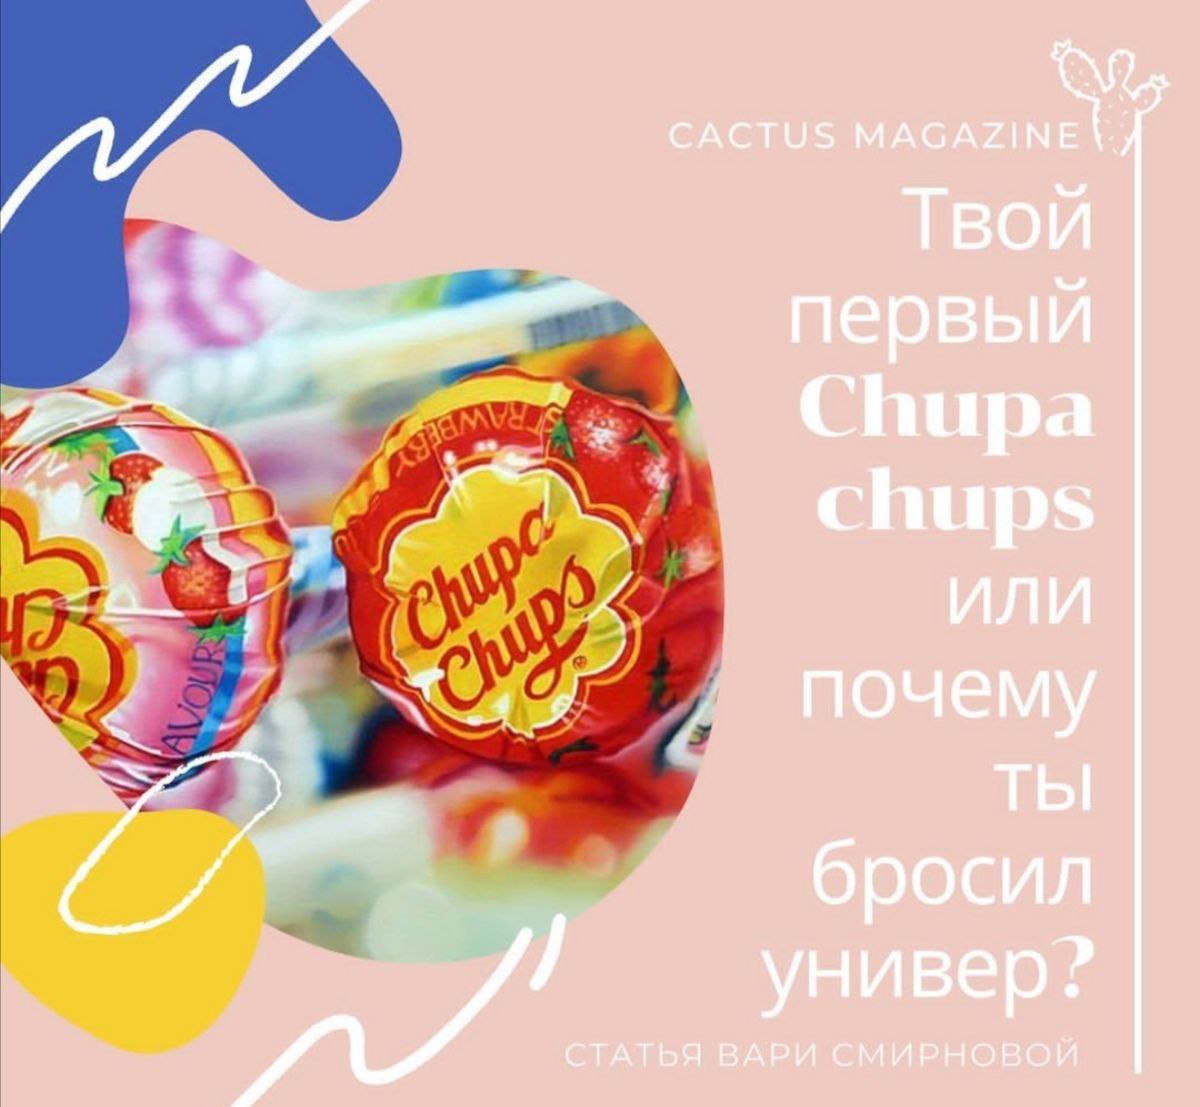 CACTUS MAGAZINE
Твой
первый
Chupa
chups
или
почему
ты
бросил
универ?
СТАТЬЯ ВАРИ СМИРНОВОЙ
STRAWBERRY
Chupa
Chups
AVOUR